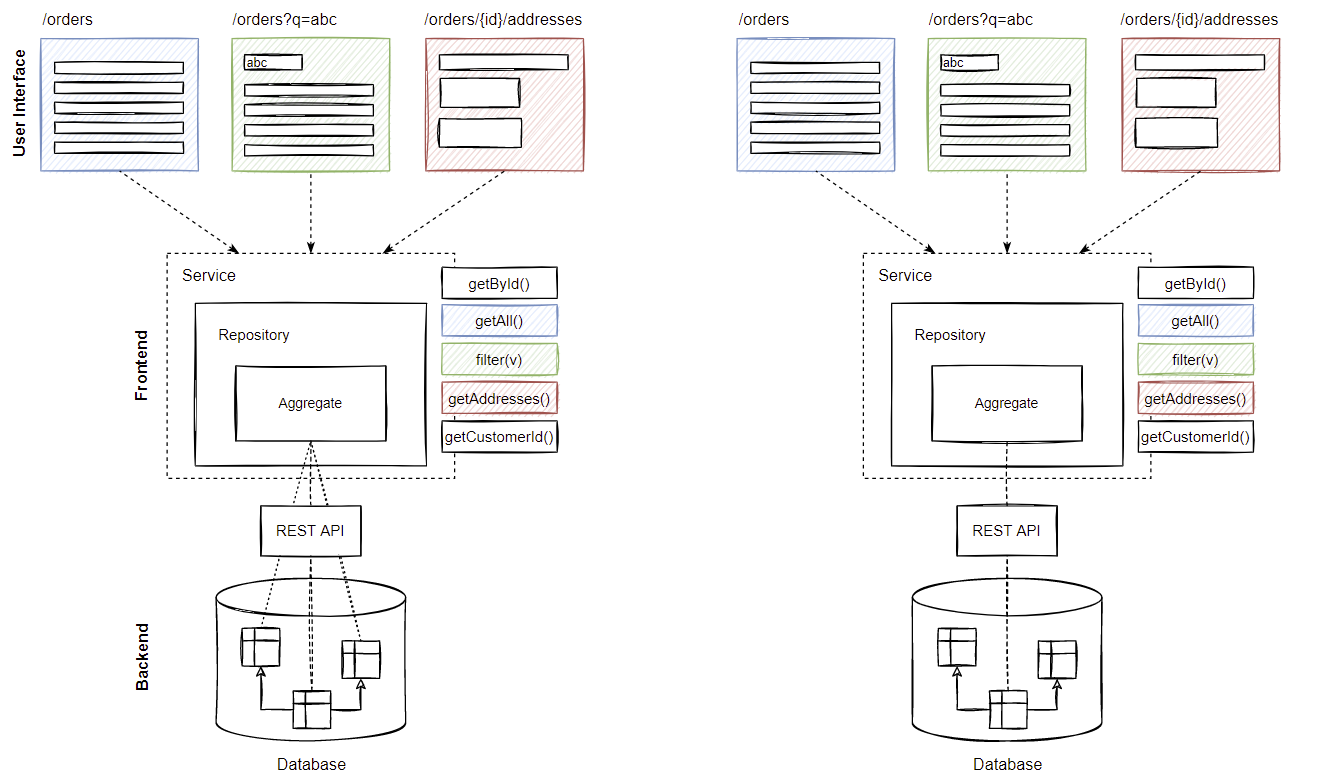 /orders
/orders?q=abc
/orders/{id}/addresses
User Interface
abc
Service
Repository
Aggregate
getById()
getAll()
filter(v)
getAddresses()
getCustomerId()
Frontend
REST API
Backend
Database
/orders
/orders?q=abc
/orders/{id}/addresses
abc
Service
Repository
Aggregate
getById()
getAll()
filter(v)
getAddresses()
getCustomerId()
REST API
Database